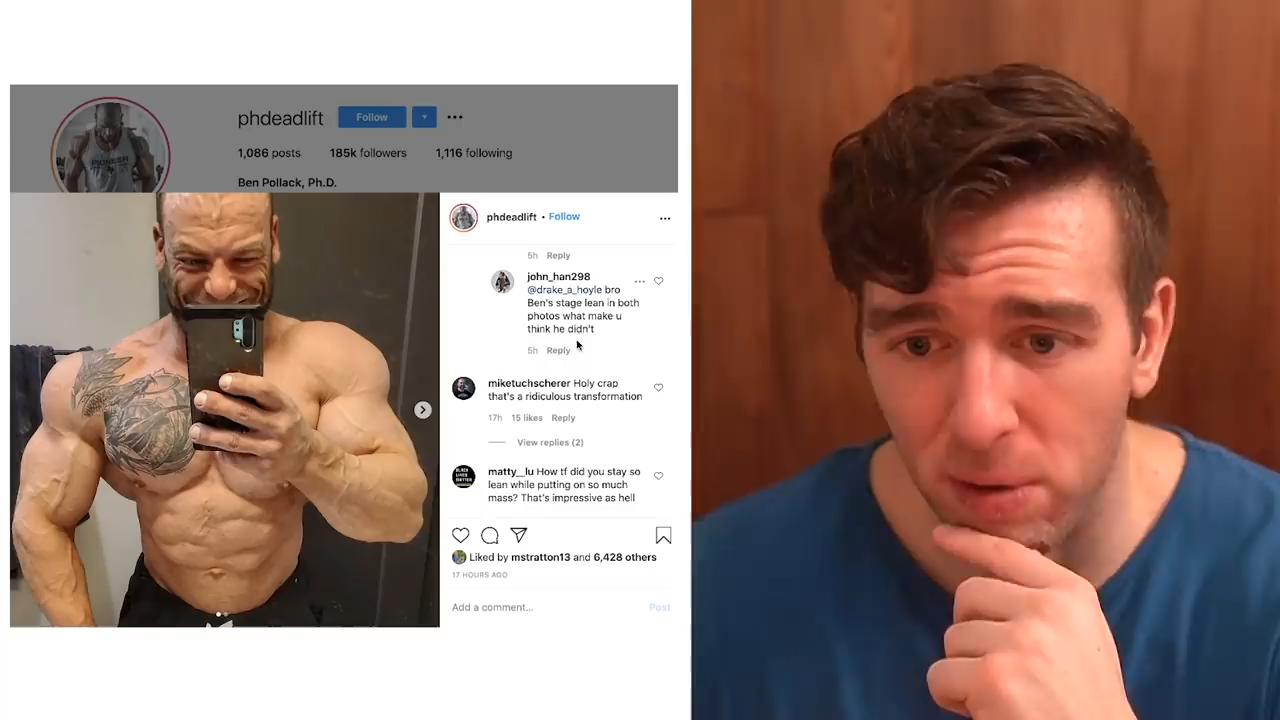 phdeadlift Follow
1,086 posts 185k followers 1,116 following
Ben Pollack, Ph.D.
PIONEER
phdeadlift • Follow
5h Reply
john_han298
@drake_a_hoyle bro
Ben's stage lean in both
photos what make u
think he didn't
5h Reply
miketuchscherer Holy crap
that's a ridiculous transformation
17h 15 likes Reply
View replies (2)
BLACK
LIVES
MATTER
matty__lu How tf did you stay so
lean while putting on so much
mass? That's impressive as hell
Liked by mstratton13 and 6,428 others
17 HOURS AGO
Add a comment... Post